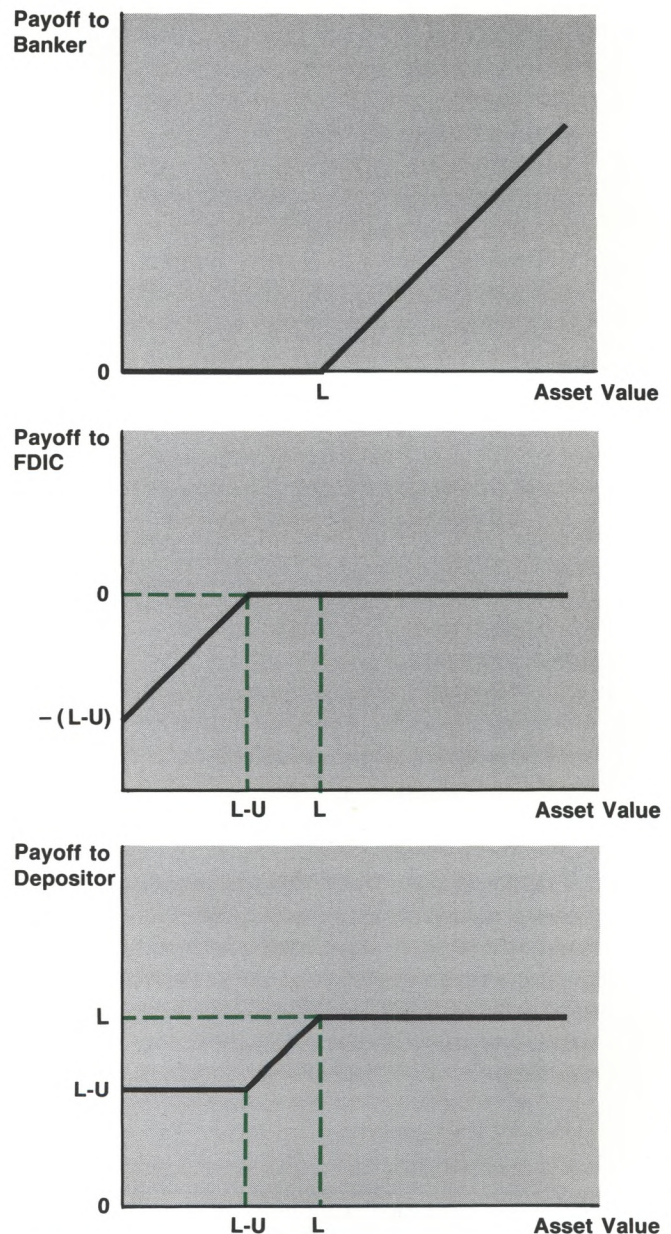 Payoff to
Banker
0
L
Asset Value
Payoff to
FDIC
0
-(L-U)
L-U
L
Asset Value
Payoff to
Depositor
L
L-U
0
L-U
L
Asset Value